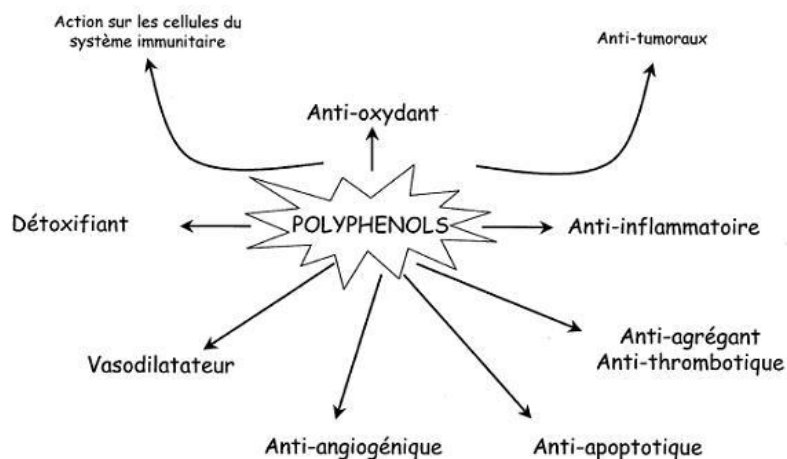 Action sur les cellules du
système immunitaire
Anti-tumoraux
Anti-oxydant
Détoxifiant
POLYPHENOLS
Anti-inflammatoire
Anti-agrégant
Anti-thrombotique
Vasodilatateur
Anti-angiogénique
Anti-apoptotique